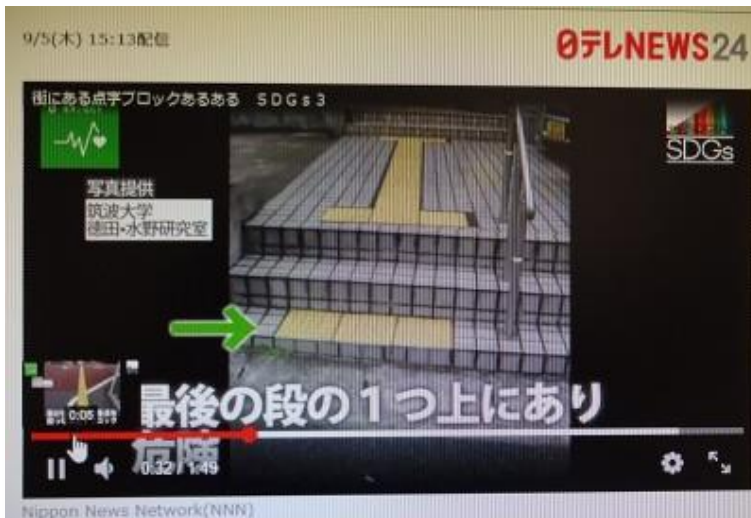 9/5(木) 15:13配信
日テレNEWS24
街にある点字ブロックあるある SDGs3
SDGs
写真提供
筑波大学
徳田・水野研究室
最後の段の1つ上にあり
危険
0:05
0:32 / 1:49
Nippon News Network(NNN)